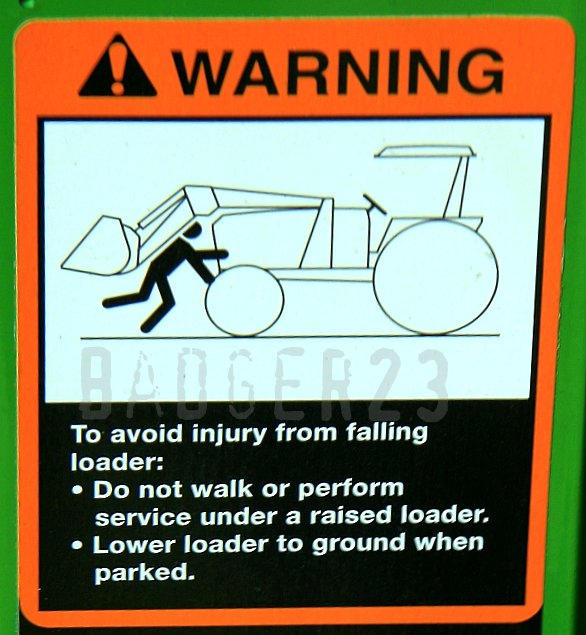 WARNING
BADGER23
To avoid injury from falling
loader:
• Do not walk or perform
service under a raised loader.
• Lower loader to ground when
parked.